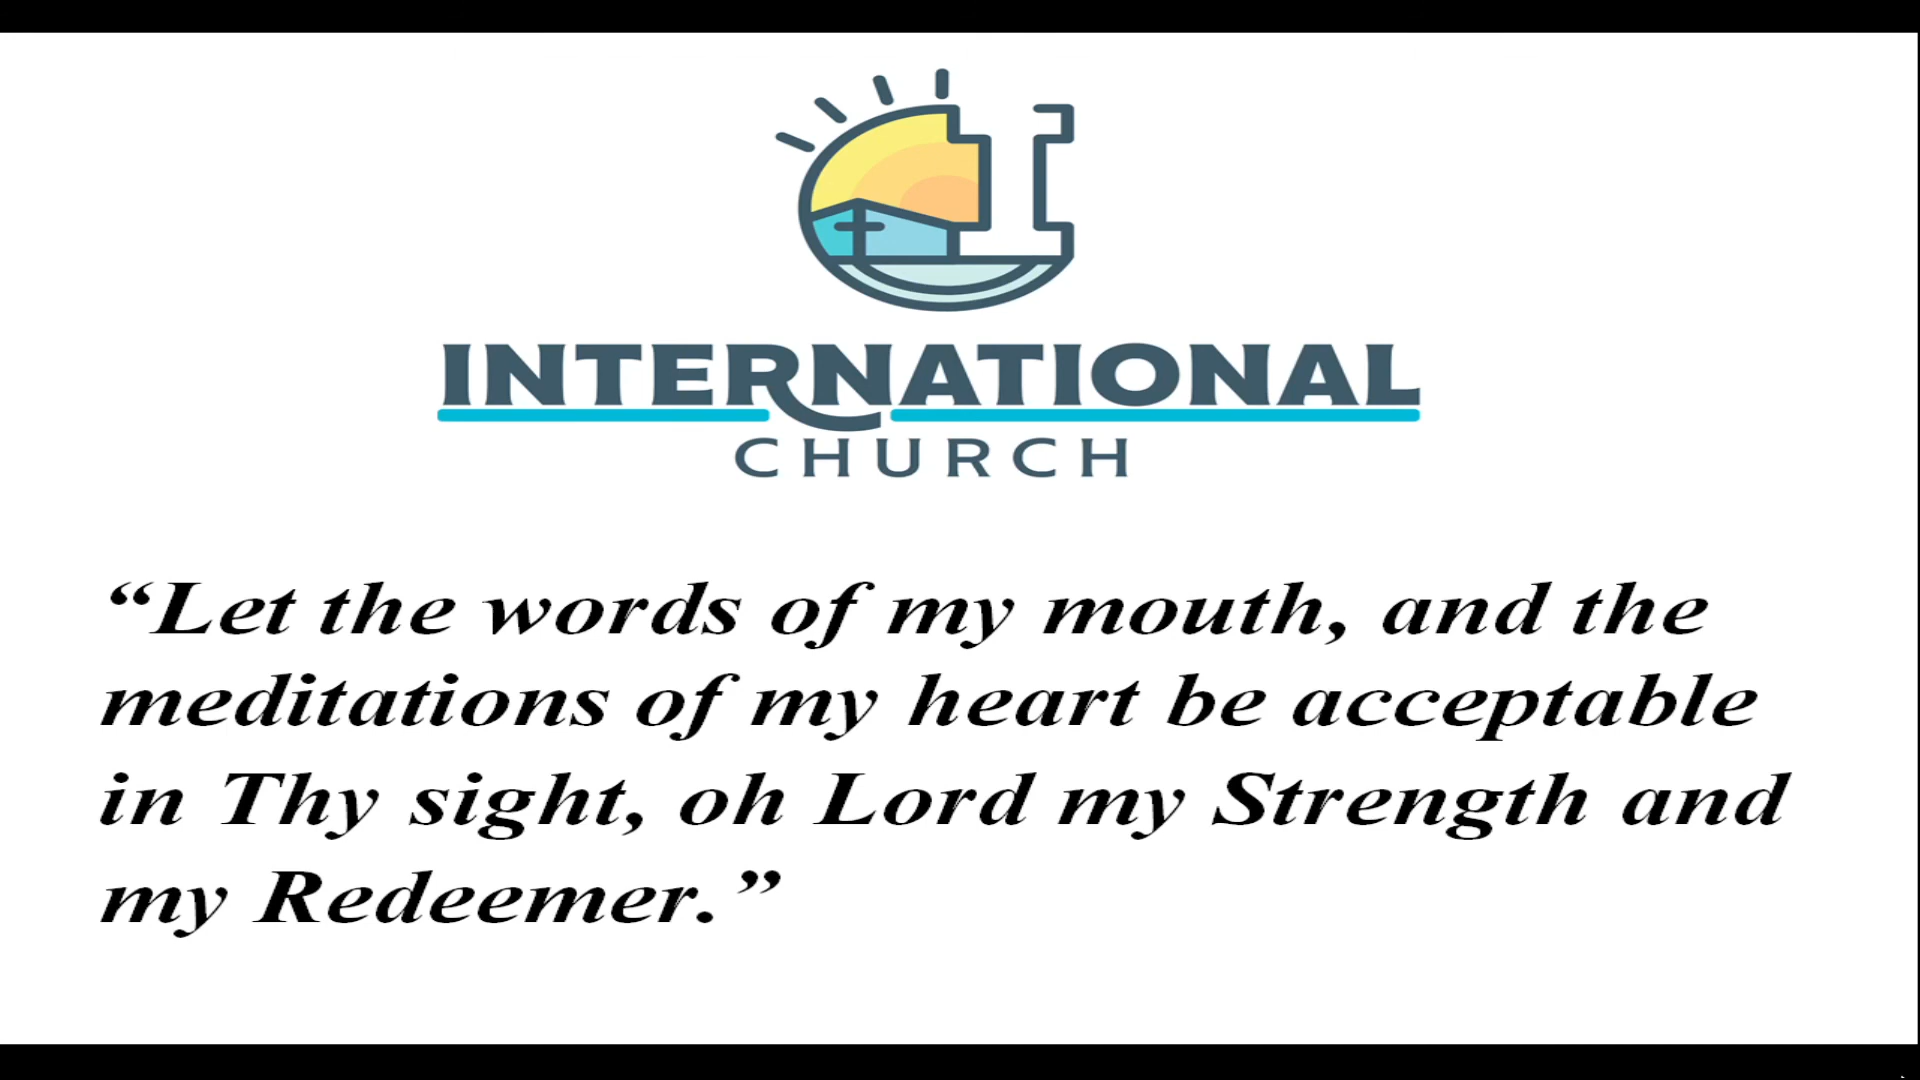 INTERNATIONAL
CHURCH
“Let the words of my mouth, and the
meditations of my heart be acceptable
in Thy sight, oh Lord my Strength and
my Redeemer.”